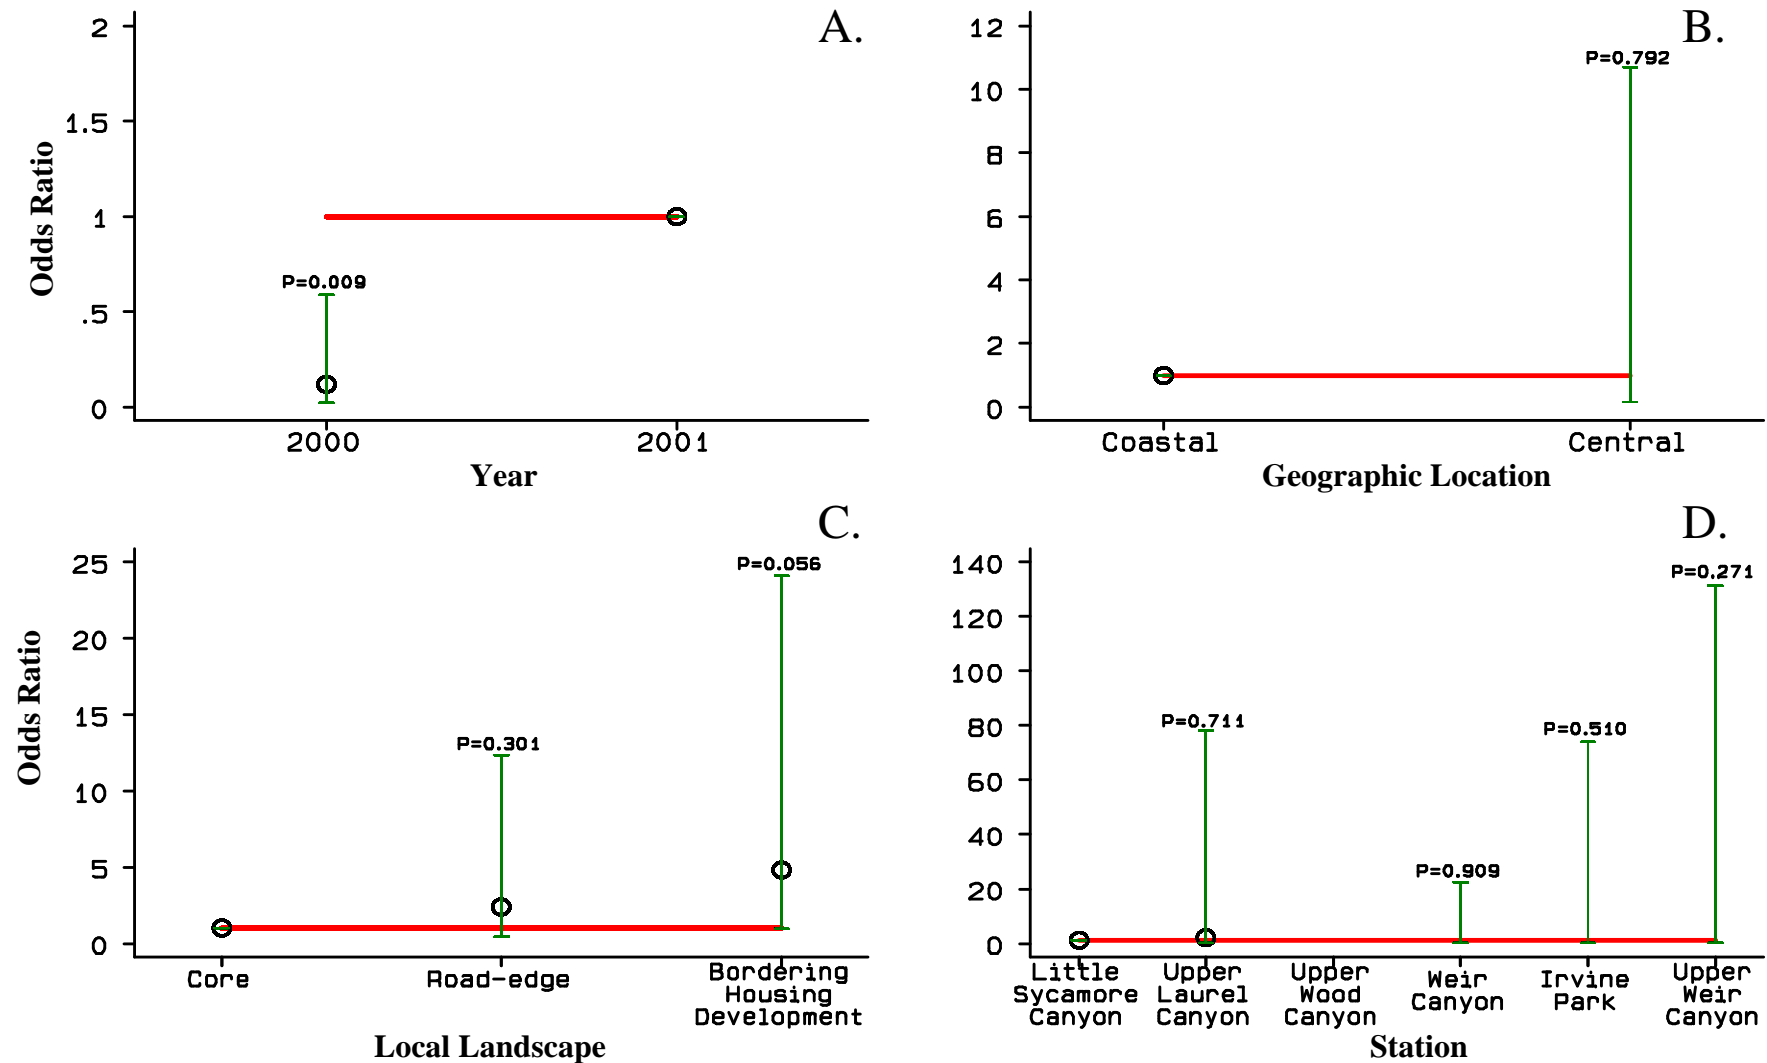 A.
2
1.5
1
.5
0
Odds Ratio
P=0.009
2000
2001
Year
B.
12
10
8
6
4
2
0
P=0.792
Coastal
Central
Geographic Location
C.
25
20
15
10
5
0
Odds Ratio
P=0.301
P=0.056
Core
Road-edge
Bordering
Housing
Development
Local Landscape
D.
140
120
100
80
60
40
20
0
P=0.711
P=0.909
P=0.510
P=0.271
Little
Sycamore
Canyon
Upper
Laurel
Canyon
Upper
Wood
Canyon
Weir
Canyon
Irvine
Park
Upper
Weir
Canyon
Station